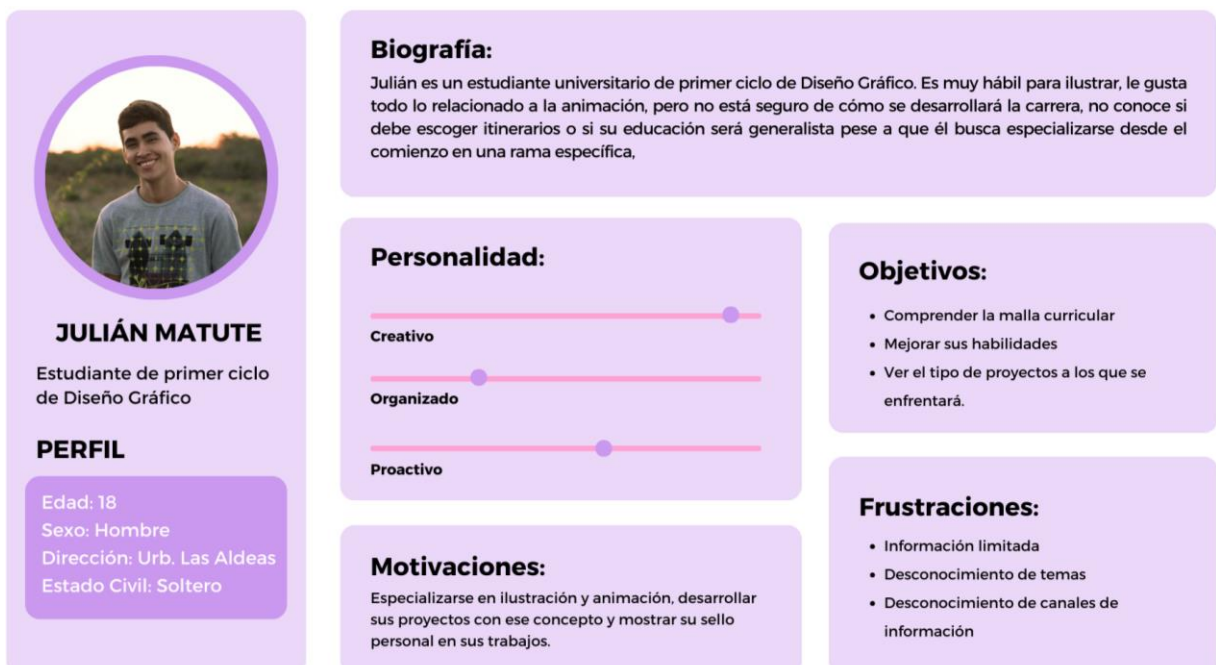 JULIÁN MATUTE
Estudiante de primer ciclo
de Diseño Gráfico
PERFIL
Edad: 18
Sexo: Hombre
Dirección: Urb. Las Aldeas
Estado Civil: Soltero
Biografía:
Julián es un estudiante universitario de primer ciclo de Diseño Gráfico. Es muy hábil para ilustrar, le gusta
todo lo relacionado a la animación, pero no está seguro de cómo se desarrollará la carrera, no conoce si
debe escoger itinerarios o si su educación será generalista pese a que él busca especializarse desde el
comienzo en una rama específica,
Personalidad:
Creativo
Organizado
Proactivo
Motivaciones:
Especializarse en ilustración y animación, desarrollar
sus proyectos con ese concepto y mostrar su sello
personal en sus trabajos.
Objetivos:
• Comprender la malla curricular
• Mejorar sus habilidades
• Ver el tipo de proyectos a los que se
enfrentará.
Frustraciones:
• Información limitada
• Desconocimiento de temas
• Desconocimiento de canales de
información